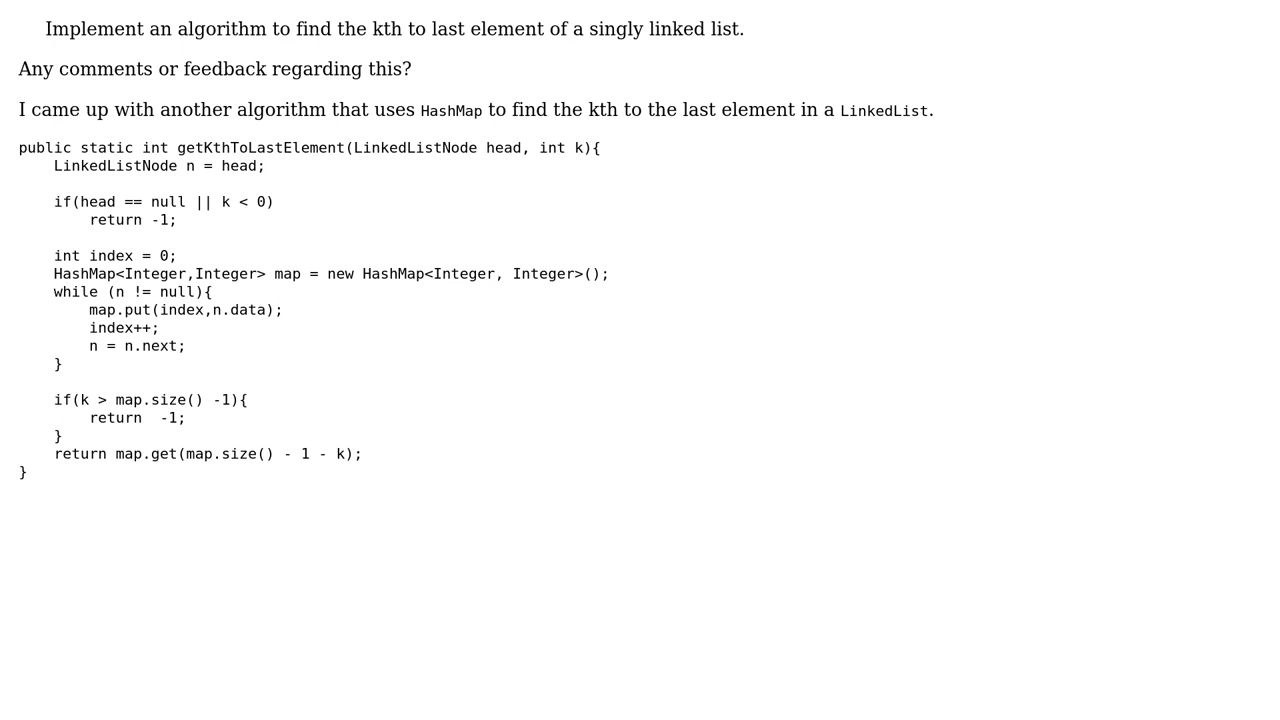 Implement an algorithm to find the kth to last element of a singly linked list.
Any comments or feedback regarding this?
I came up with another algorithm that uses HashMap to find the kth to the last element in a LinkedList.
public static int getKthToLastElement(LinkedListNode head, int k){
    LinkedListNode n = head;

    if(head == null || k < 0)
        return -1;

    int index = 0;
    HashMap<Integer,Integer> map = new HashMap<Integer, Integer>();
    while (n != null){
        map.put(index,n.data);
        index++;
        n = n.next;
    }

    if(k > map.size() -1){
        return  -1;
    }
    return map.get(map.size() - 1 - k);
}